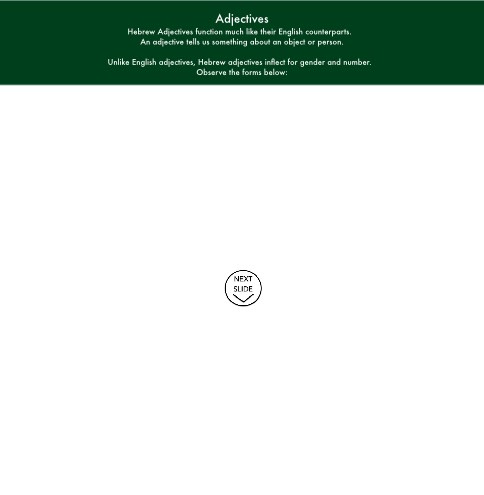 Adjectives
Hebrew Adjectives function much like their English counterparts.
An adjective tells us something about an object or person.
Unlike English adjectives, Hebrew adjectives inflect for gender and number.
Observe the forms below:
NEXT
SLIDE